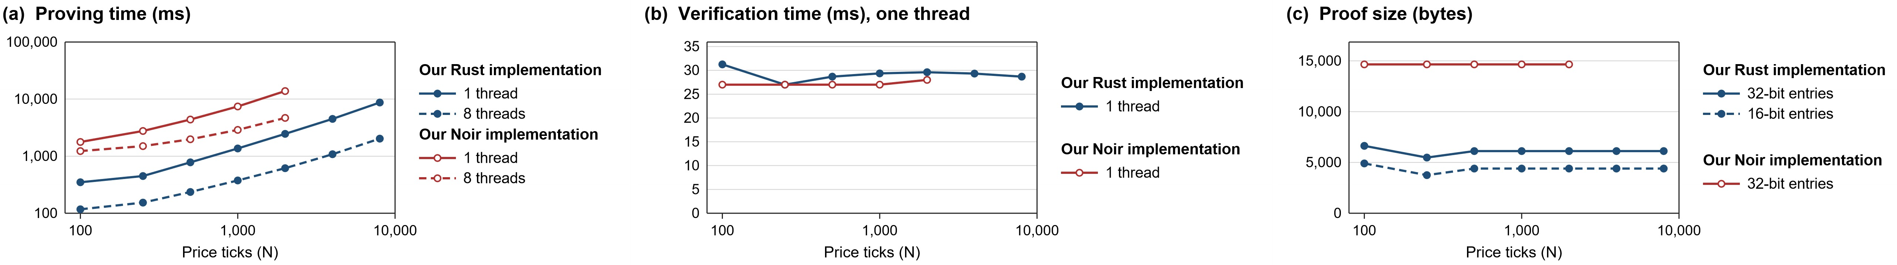 (a) Proving time (ms)
100,000
10,000
1,000
100
100
1,000
10,000
Price ticks (N)
Our Rust implementation
1 thread
8 threads
Our Noir implementation
1 thread
8 threads
(b) Verification time (ms), one thread
35
30
25
20
15
10
5
0
100
1,000
10,000
Price ticks (N)
Our Rust implementation
1 thread
Our Noir implementation
1 thread
(c) Proof size (bytes)
15,000
10,000
5,000
0
100
1,000
10,000
Price ticks (N)
Our Rust implementation
32-bit entries
16-bit entries
Our Noir implementation
32-bit entries